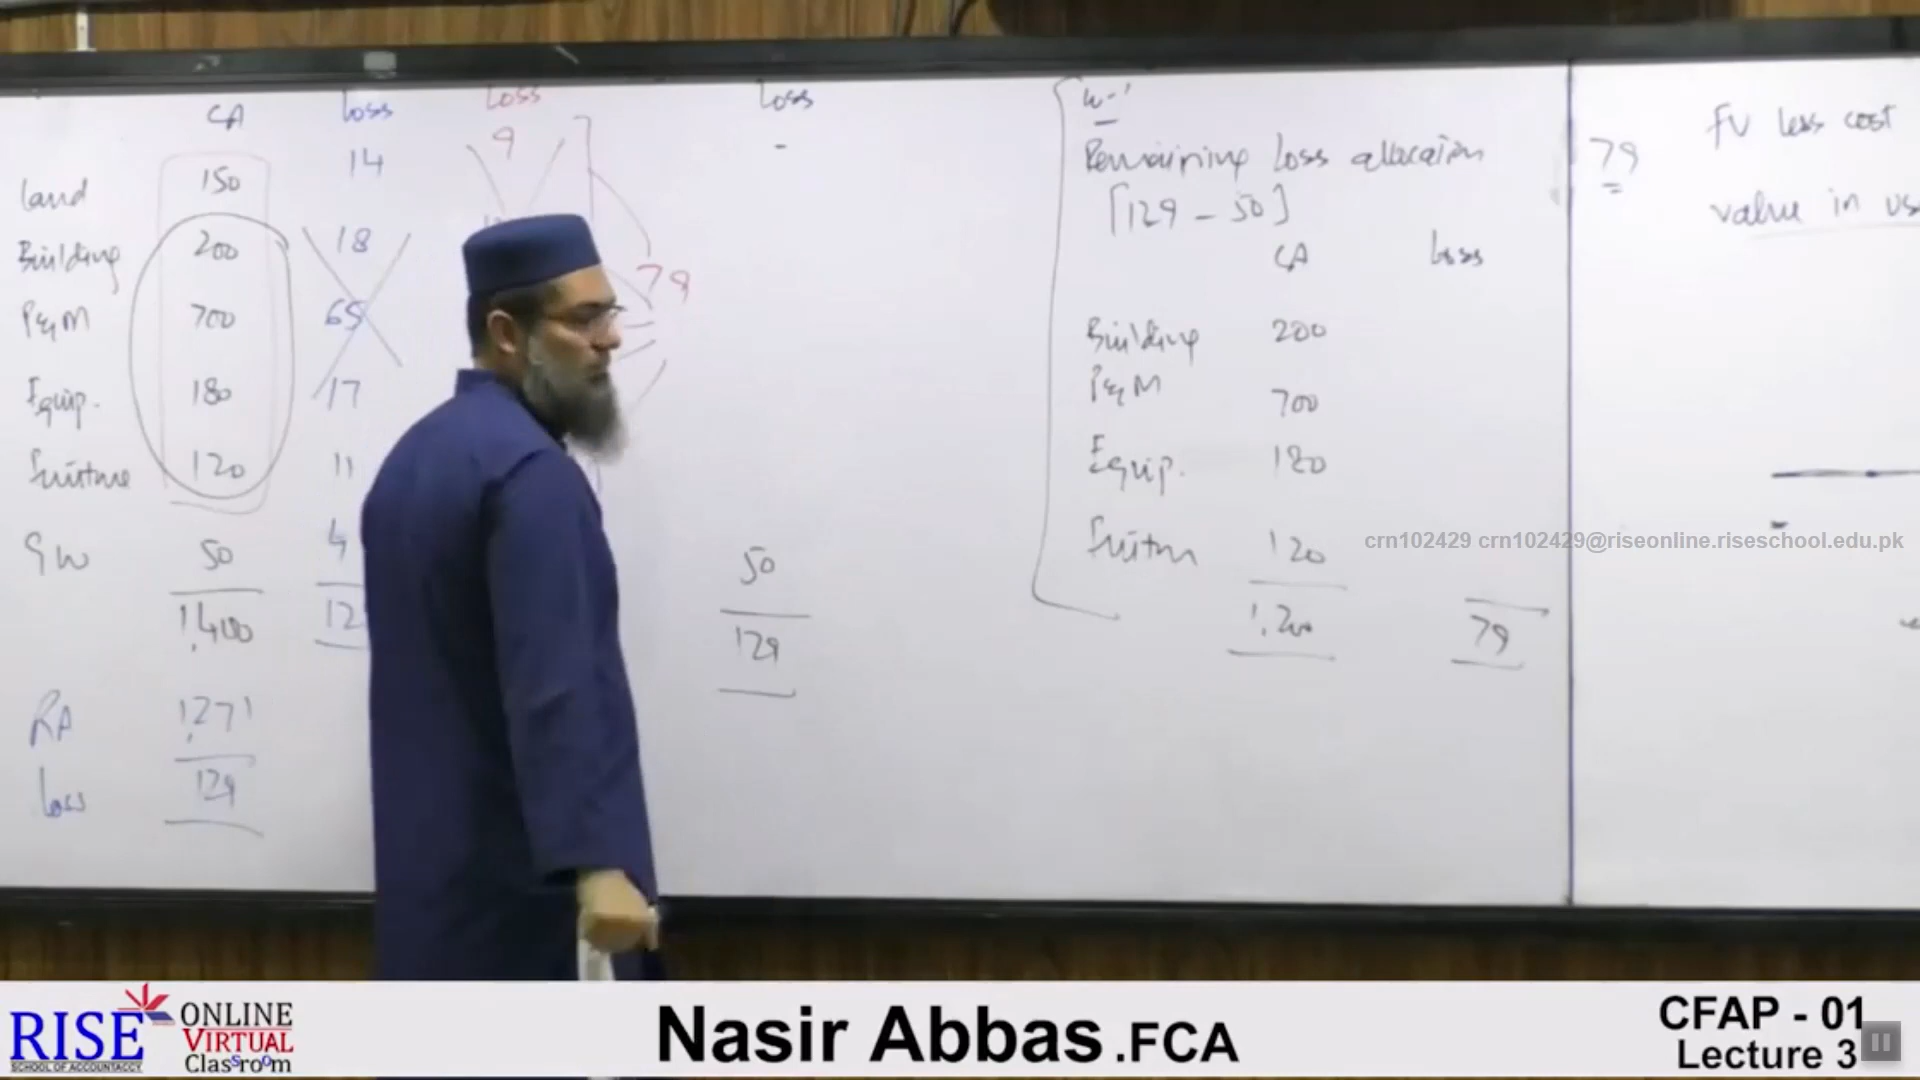 CA loss Loss
land 150 14 9
Building 200 18
P&M 700 65 79
Equip. 180 17
Furniture 120 11
GW 50 4
1,400 12
RA 1,271
loss 129
Loss
-
50
129
W-1
Remaining Loss allocation
[129 - 50]
CA loss
Building 200
P&M 700
Equip. 180
120
1,200 79
79 FV less cost
value in us
crn102429 crn102429@riseonline.riseschool.edu.pk
RISE ONLINE
VIRTUAL
Classroom
SCHOOL OF ACCOUNTANCY
Nasir Abbas .FCA
CFAP - 01
Lecture 3